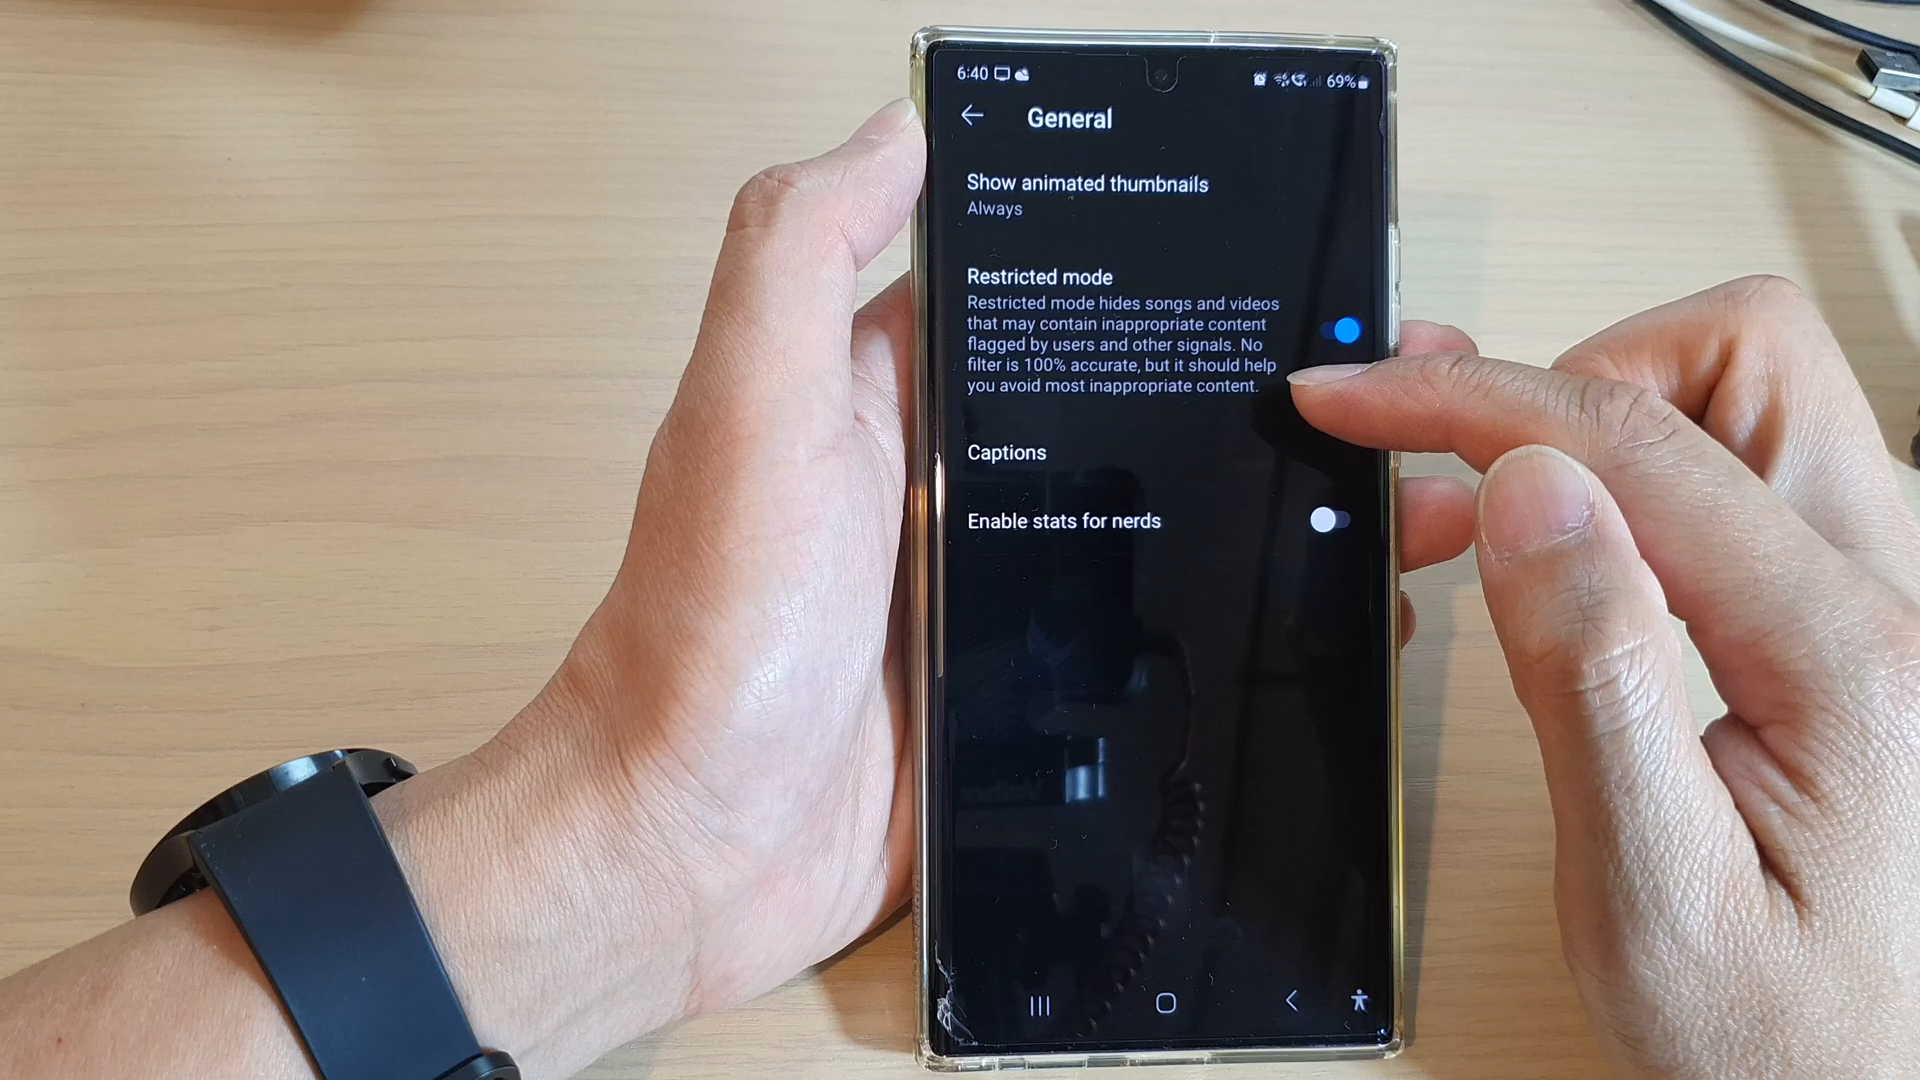 6:40
69%
General
Show animated thumbnails
Always
Restricted mode
Restricted mode hides songs and videos
that may contain inappropriate content
flagged by users and other signals. No
filter is 100% accurate, but it should help
you avoid most inappropriate content.
Captions
Enable stats for nerds